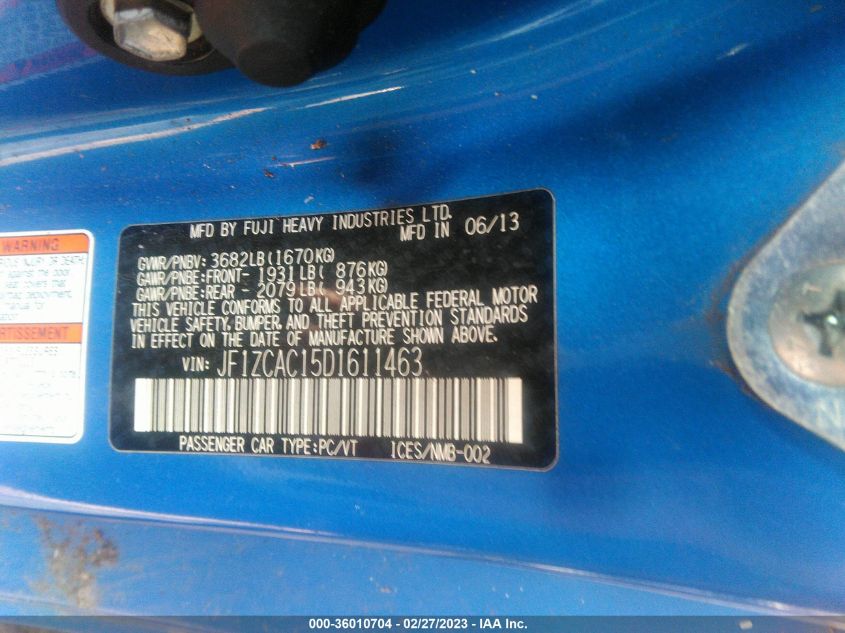 WARNING
MFD BY FUJI HEAVY INDUSTRIES LTD.
MFD IN 06/13
GVWR/PNBV: 3682LB(1670KG)
GAWR/PNBE:FRONT- 1931LB( 876KG)
GAWR/PNBE:REAR - 2079LB( 943KG)
THIS VEHICLE CONFORMS TO ALL APPLICABLE FEDERAL MOTOR
VEHICLE SAFETY, BUMPER, AND THEFT PREVENTION STANDARDS
IN EFFECT ON THE DATE OF MANUFACTURE SHOWN ABOVE.
VIN: JF1ZCAC15D1611463
PASSENGER CAR TYPE:PC/VT ICES/NMB-002
000-36010704 - 02/27/2023 - IAA Inc.